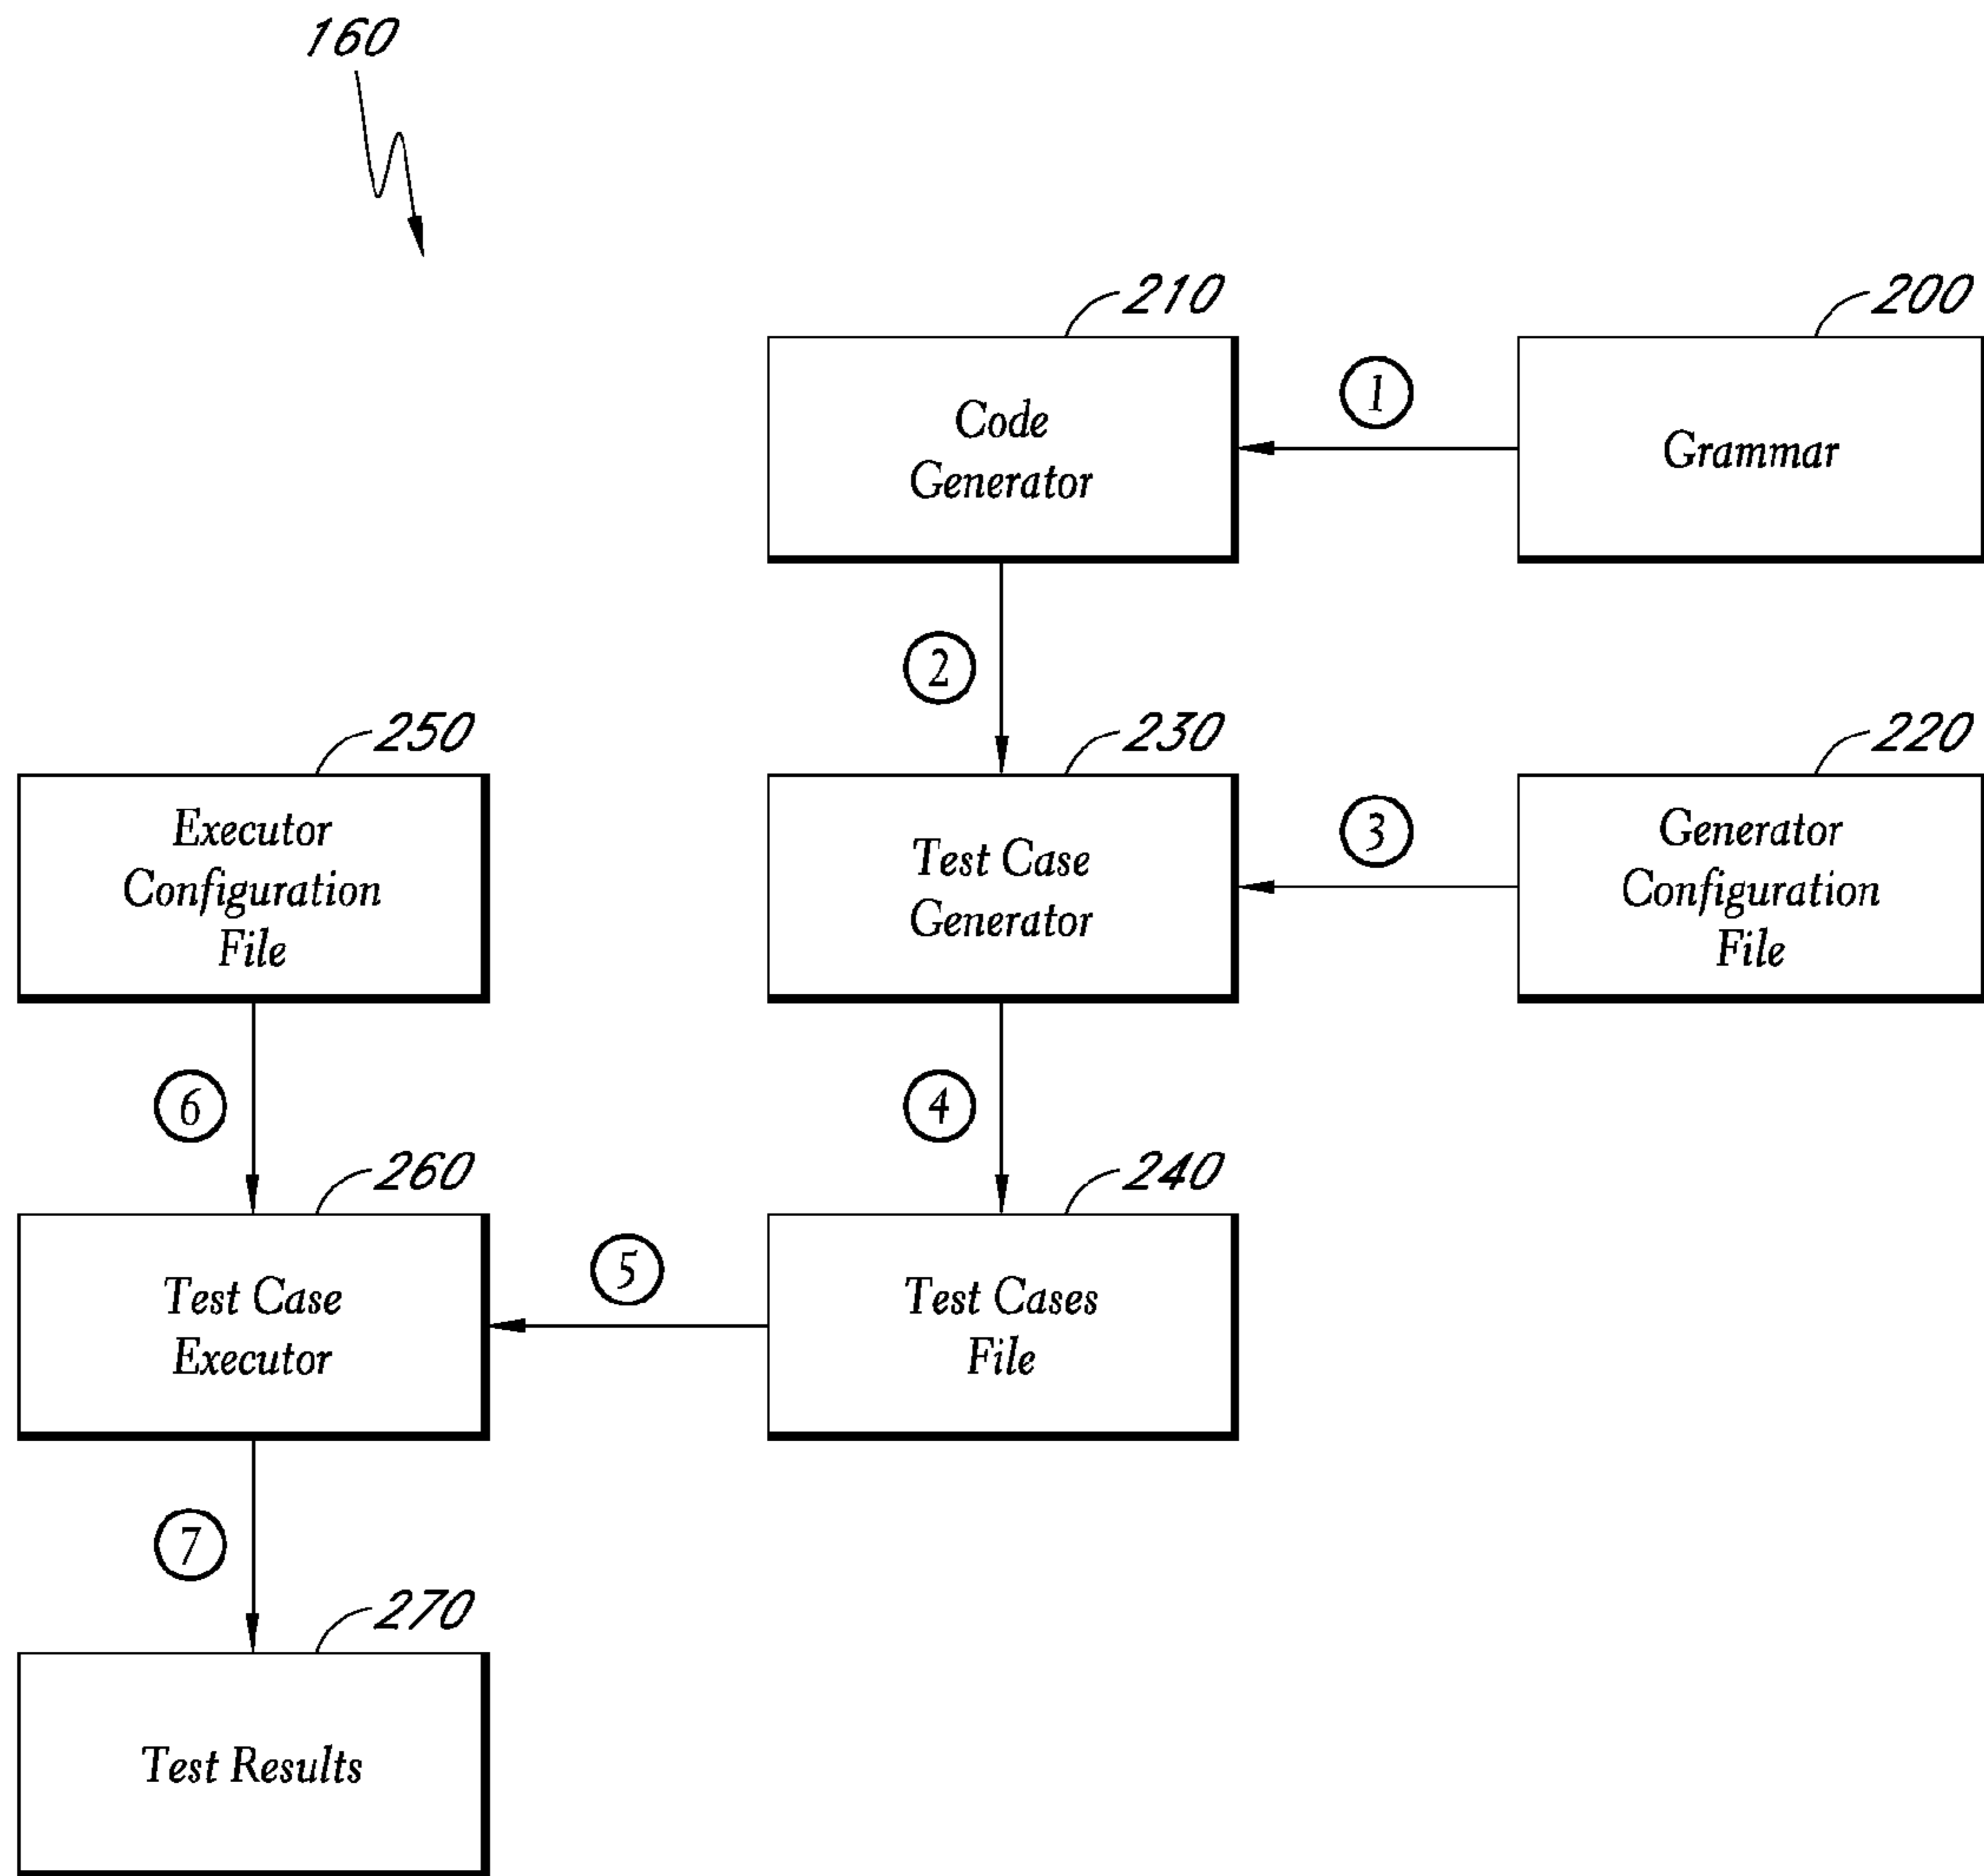 160
210
200
Code
Generator
1
Grammar
2
250
230
220
Executor
Configuration
File
Test Case
Generator
3
Generator
Configuration
File
6
4
260
240
Test Case
Executor
5
Test Cases
File
7
270
Test Results